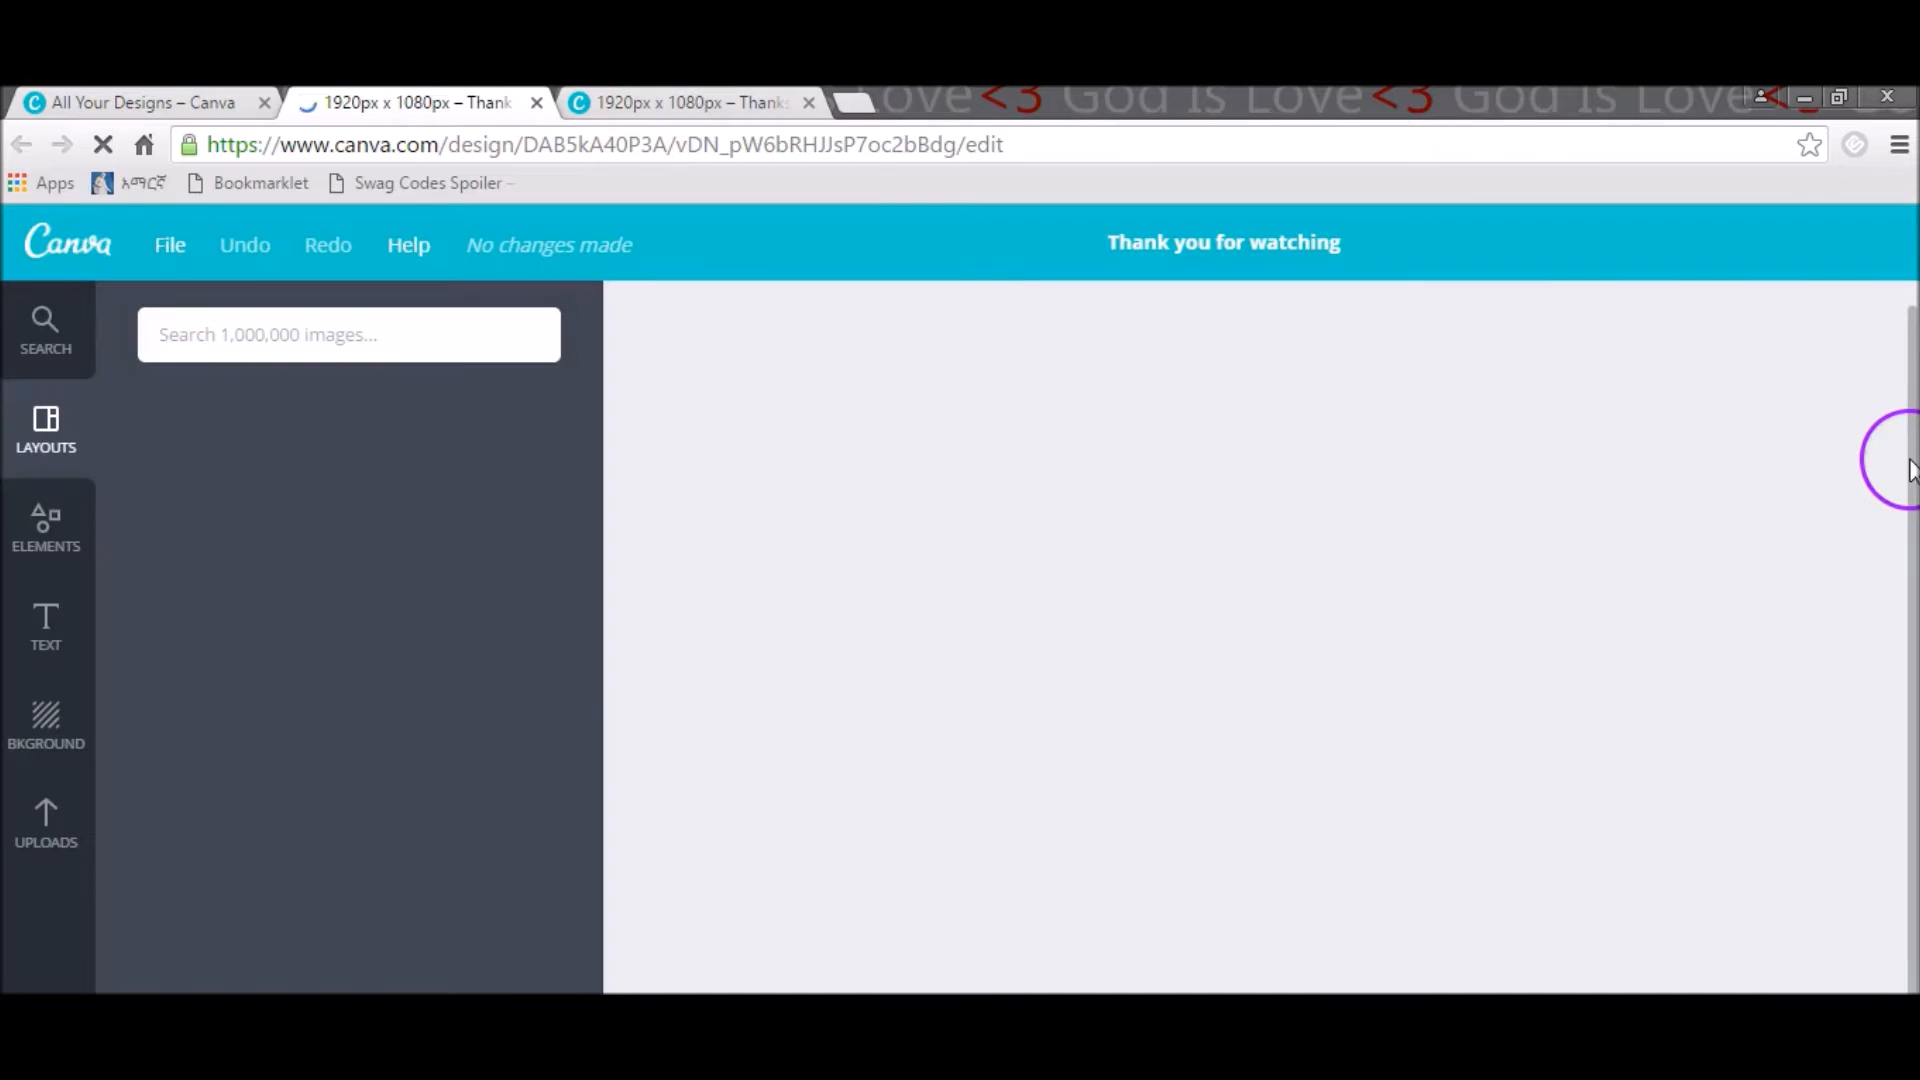 ove <3 God Is Love <3 God Is Love
All Your Designs – Canva
1920px x 1080px – Thank
1920px x 1080px – Thanks
https://www.canva.com/design/DAB5kA40P3A/vDN_pW6bRHJJsP7oc2bBdg/edit
Apps
አማርኛ
Bookmarklet
Swag Codes Spoiler –
Canva
File
Undo
Redo
Help
No changes made
Thank you for watching
Search 1,000,000 images...
SEARCH
LAYOUTS
ELEMENTS
TEXT
BKGROUND
UPLOADS